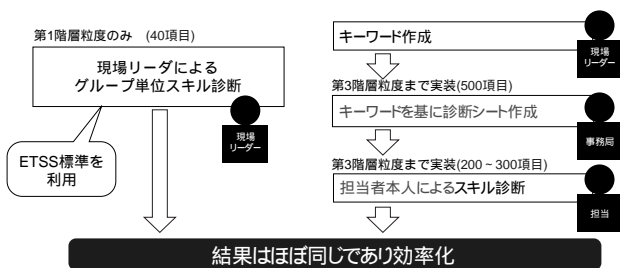 第1階層粒度のみ (40項目)
現場リーダによる
グループ単位スキル診断
現場
リーダー
ETSS標準を
利用
キーワード作成
現場
リーダー
第3階層粒度まで実装(500項目)
キーワードを基に診断シート作成
事務局
第3階層粒度まで実装(200~300項目)
担当者本人によるスキル診断
担当
結果はほぼ同じであり効率化